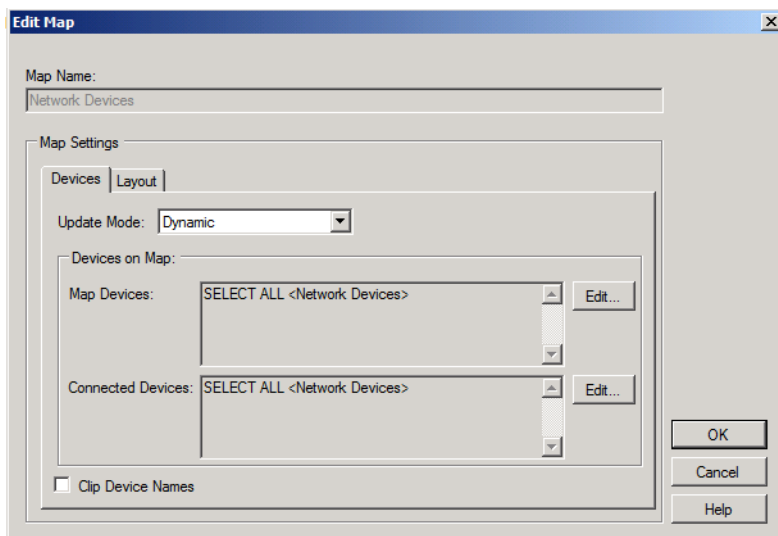 Edit Map
Map Name:
Network Devices
Map Settings
Devices Layout
Update Mode: Dynamic
Devices on Map:
Map Devices: SELECT ALL <Network Devices> Edit...
Connected Devices: SELECT ALL <Network Devices> Edit...
Clip Device Names
OK
Cancel
Help